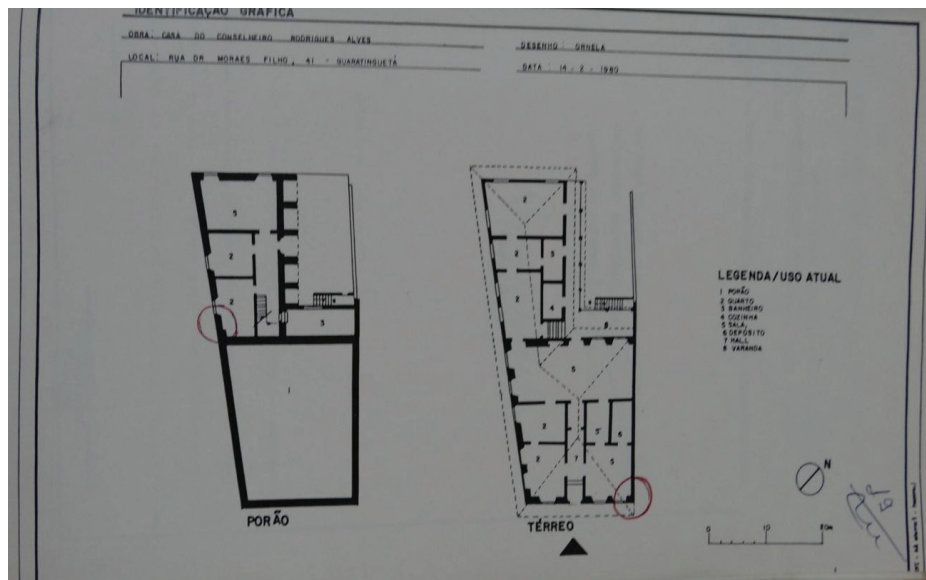 IDENTIFICAÇÃO GRÁFICA
OBRA: CASA DO CONSELHEIRO RODRIGUES ALVES
LOCAL: RUA DR MORAES FILHO, 41 - GUARATINGUETÁ
DESENHO: ORNELA
DATA: 14-2-1980
5
2
2
3
1
PORÃO
2
2
3
2
4
8
5
2
5
6
2
7
5
TÉRREO
LEGENDA/USO ATUAL
1 PORÃO
2 QUARTO
3 BANHEIRO
4 COZINHA
5 SALA,
6 DEPÓSITO
7 HALL
8 VARANDA
N
0 10 20m
19